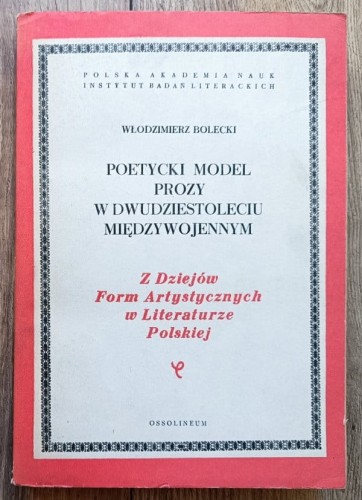 POLSKA AKADEMIA NAUK
INSTYTUT BADAŃ LITERACKICH
WŁODZIMIERZ BOLECKI
POETYCKI MODEL
PROZY
W DWUDZIESTOLECIU
MIĘDZYWOJENNYM
Z Dziejów
Form Artystycznych
w Literaturze
Polskiej
OSSOLINEUM